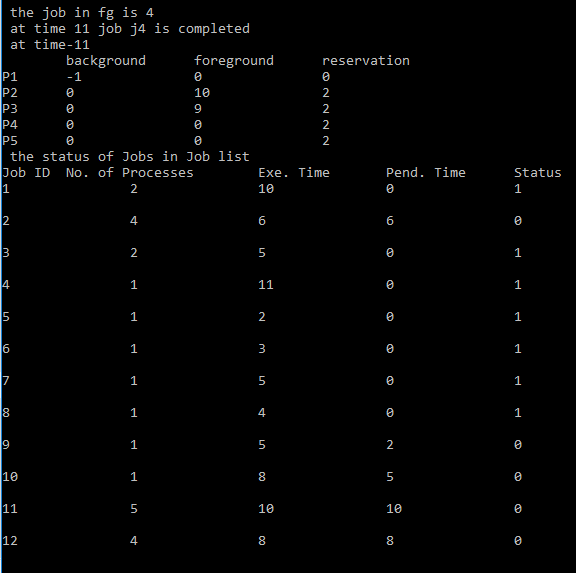 the job in fg is 4
at time 11 job j4 is completed
at time-11
background foreground reservation
P1 -1 0 0
P2 0 10 2
P3 0 9 2
P4 0 0 2
P5 0 0 2
the status of Jobs in Job list
Job ID No. of Processes Exe. Time Pend. Time Status
1 2 10 0 1
2 4 6 6 0
3 2 5 0 1
4 1 11 0 1
5 1 2 0 1
6 1 3 0 1
7 1 5 0 1
8 1 4 0 1
9 1 5 2 0
10 1 8 5 0
11 5 10 10 0
12 4 8 8 0